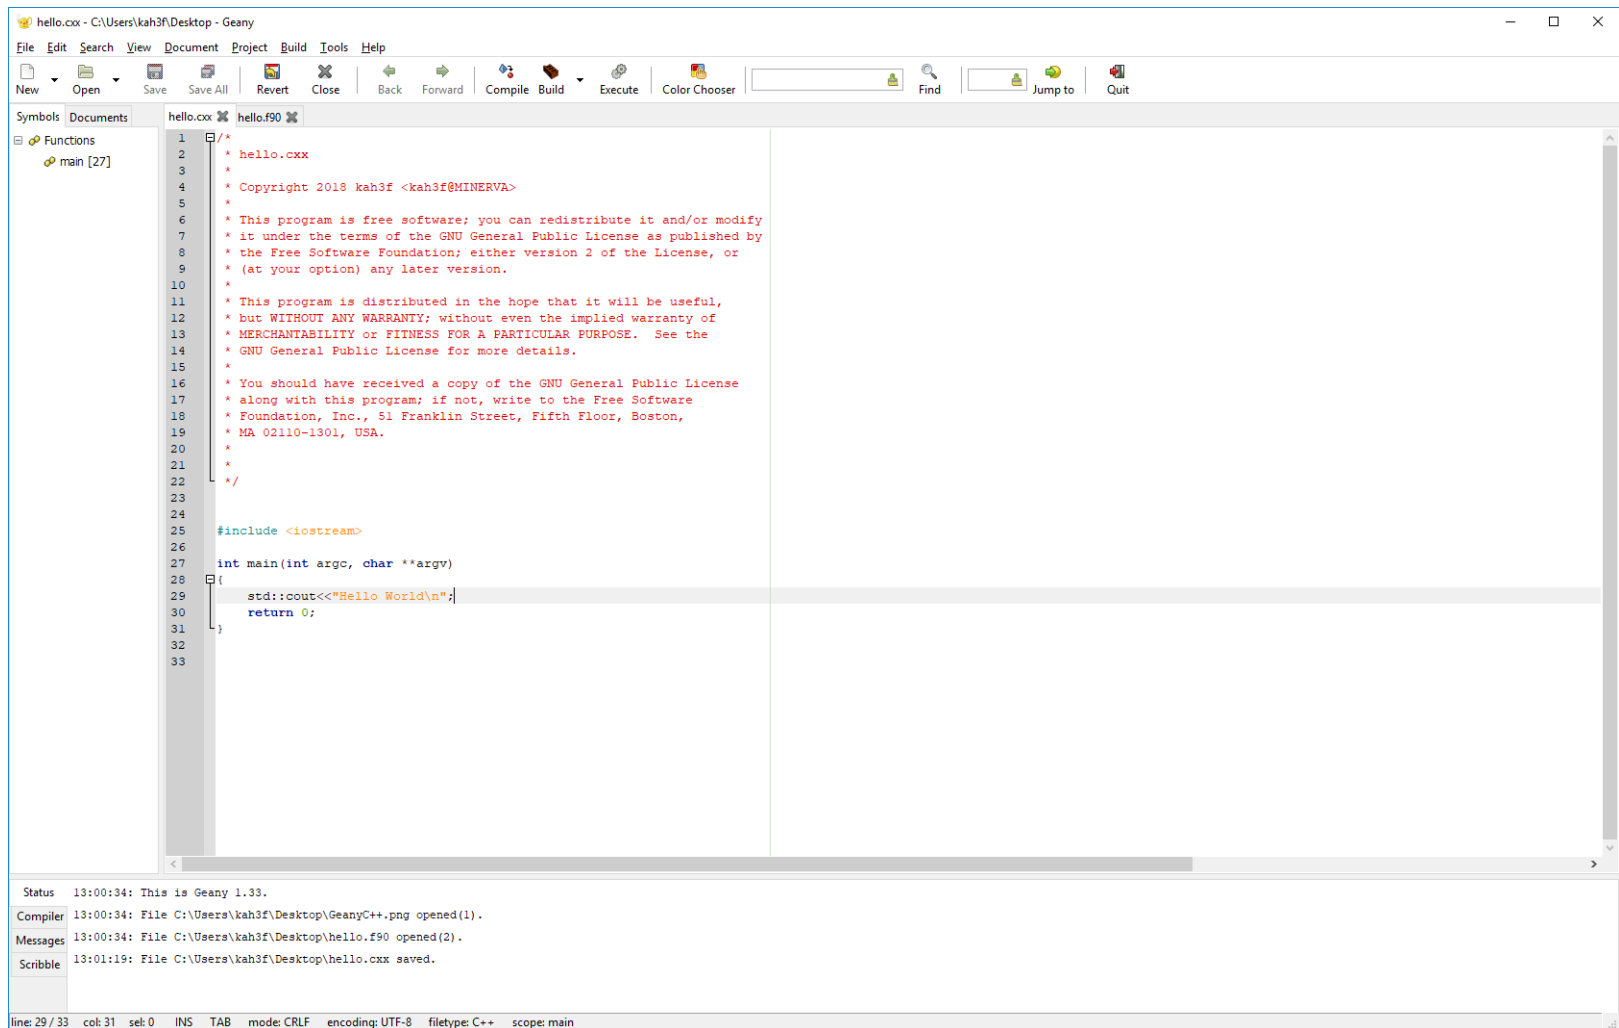 hello.cxx - C:\Users\kah3f\Desktop - Geany
File Edit Search View Document Project Build Tools Help
New Open Save Save All Revert Close Back Forward Compile Build Execute Color Chooser Find Jump to Quit
Symbols Documents hello.cxx hello.f90
Functions
main [27]
1 /*
2 * hello.cxx
3 *
4 * Copyright 2018 kah3f <kah3f@MINERVA>
5 *
6 * This program is free software; you can redistribute it and/or modify
7 * it under the terms of the GNU General Public License as published by
8 * the Free Software Foundation; either version 2 of the License, or
9 * (at your option) any later version.
10 *
11 * This program is distributed in the hope that it will be useful,
12 * but WITHOUT ANY WARRANTY; without even the implied warranty of
13 * MERCHANTABILITY or FITNESS FOR A PARTICULAR PURPOSE.  See the
14 * GNU General Public License for more details.
15 *
16 * You should have received a copy of the GNU General Public License
17 * along with this program; if not, write to the Free Software
18 * Foundation, Inc., 51 Franklin Street, Fifth Floor, Boston,
19 * MA 02110-1301, USA.
20 *
21 *
22 */
23
24
25 #include <iostream>
26
27 int main(int argc, char **argv)
28 {
29     std::cout<<"Hello World\n";
30     return 0;
31 }
32
33
Status
Compiler
Messages
Scribble
13:00:34: This is Geany 1.33.
13:00:34: File C:\Users\kah3f\Desktop\GeanyC++.png opened(1).
13:00:34: File C:\Users\kah3f\Desktop\hello.f90 opened(2).
13:01:19: File C:\Users\kah3f\Desktop\hello.cxx saved.
line: 29 / 33 col: 31 sel: 0 INS TAB mode: CRLF encoding: UTF-8 filetype: C++ scope: main